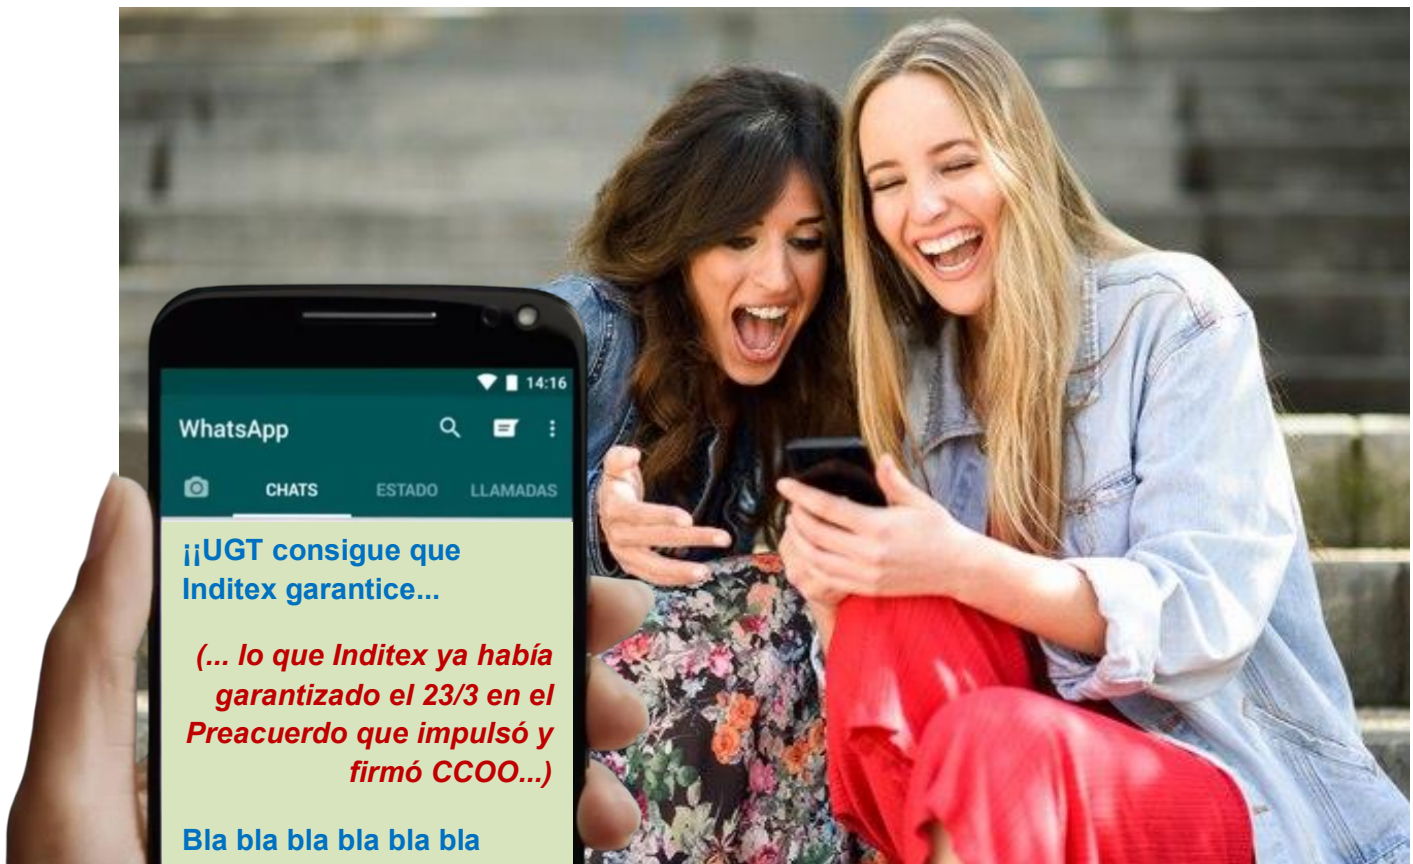 14:16
WhatsApp
CHATS ESTADO LLAMADAS
¡¡UGT consigue que
Inditex garantice...
(... lo que Inditex ya había
garantizado el 23/3 en el
Preacuerdo que impulsó y
firmó CCOO...)
Bla bla bla bla bla bla